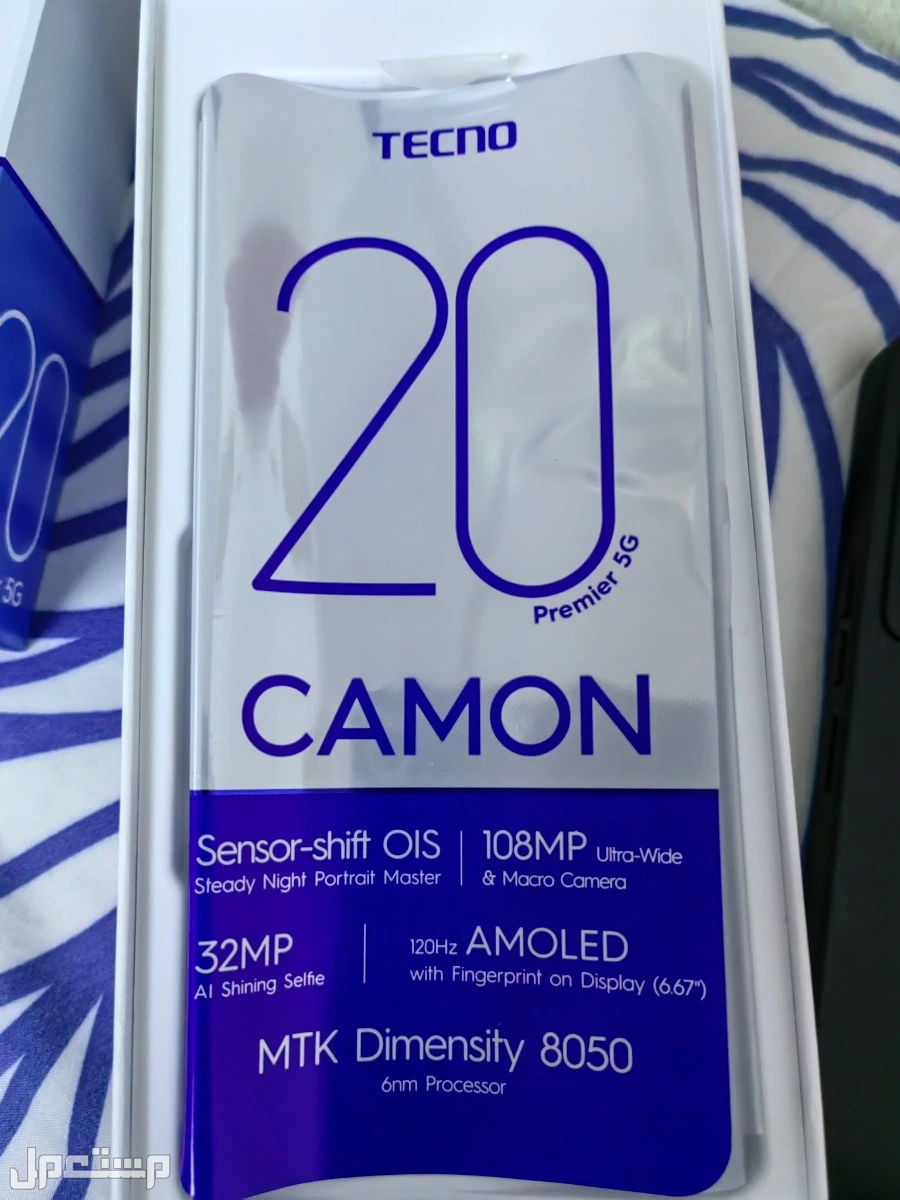 TECNO
20
Premier 5G
CAMON
Sensor-shift OIS
Steady Night Portrait Master
108MP Ultra-Wide
& Macro Camera
32MP
AI Shining Selfie
120Hz AMOLED
with Fingerprint on Display (6.67")
MTK Dimensity 8050
6nm Processor
20
5G
مستعمل